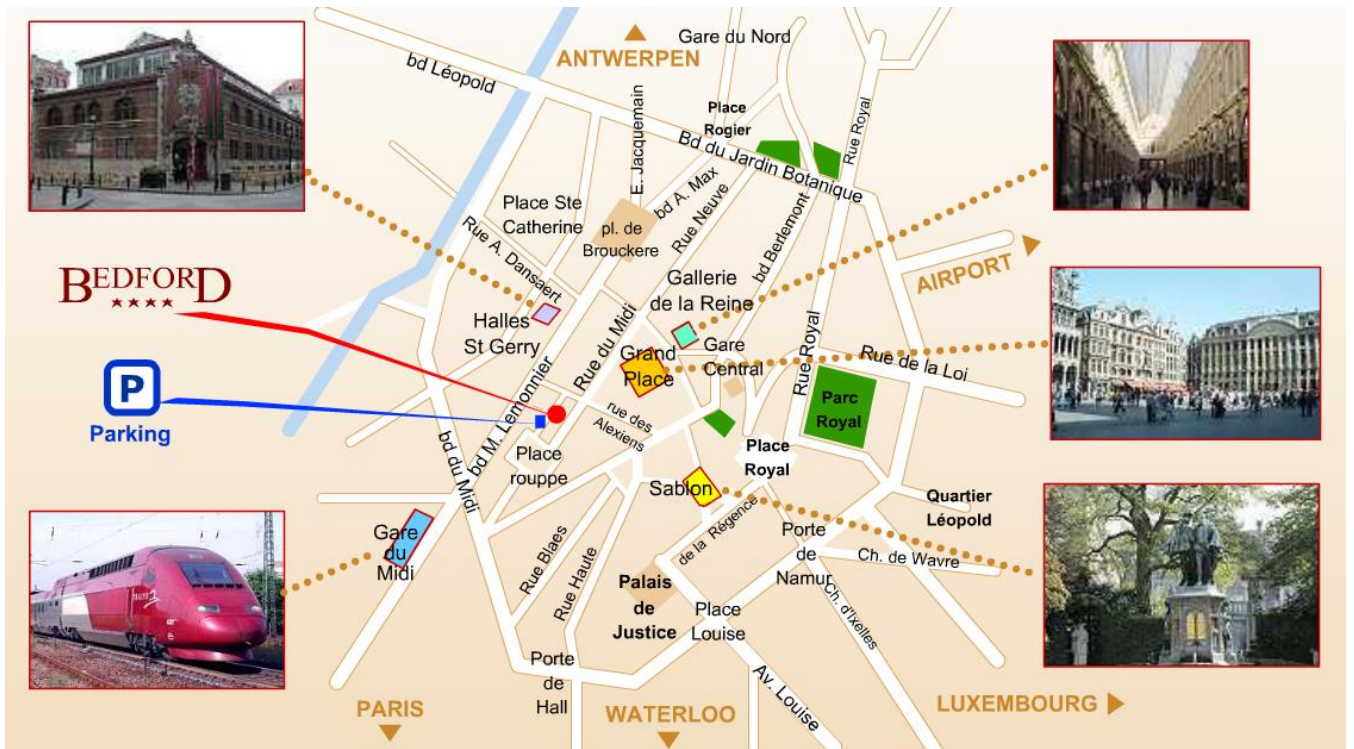 ANTWERPEN
Gare du Nord
bd Léopold
E. Jacquemain
Place
Rogier
Bd du Jardin Botanique
Rue Royal
bd A. Max
Rue Neuve
bd Berlemont
Place Ste
Catherine
pl. de
Brouckere
Rue A. Dansaert
BEDFORD
★★★★
Halles
St Gerry
Gallerie
de la Reine
AIRPORT
Rue du Midi
Grand
Place
Gare
Central
Rue Royal
Rue de la Loi
P
Parking
bd M. Lemonnier
rue des
Alexiens
Parc
Royal
bd du Midi
Place
rouppe
Place
Royal
Sablon
Quartier
Léopold
Gare
du
Midi
Rue Blaes
Rue Haute
de la Régence
Porte
de
Namur
Ch. de Wavre
Ch. d'Ixelles
Palais
de
Justice
Place
Louise
Porte
de
Hall
Av. Louise
PARIS
WATERLOO
LUXEMBOURG